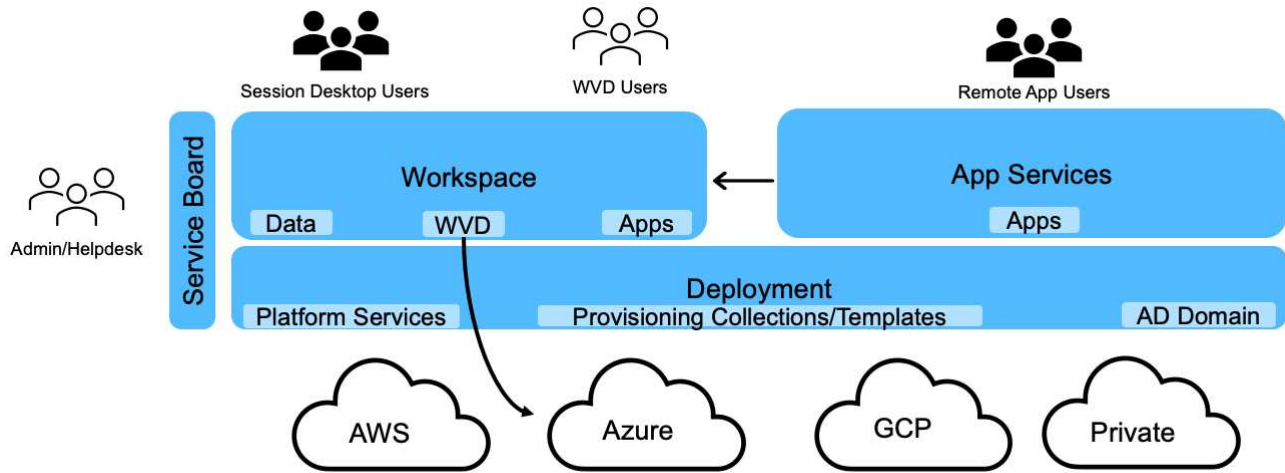 Session Desktop Users
WVD Users
Remote App Users
Admin/Helpdesk
Service Board
Workspace
Data
WVD
Apps
App Services
Apps
Deployment
Platform Services
Provisioning Collections/Templates
AD Domain
AWS
Azure
GCP
Private